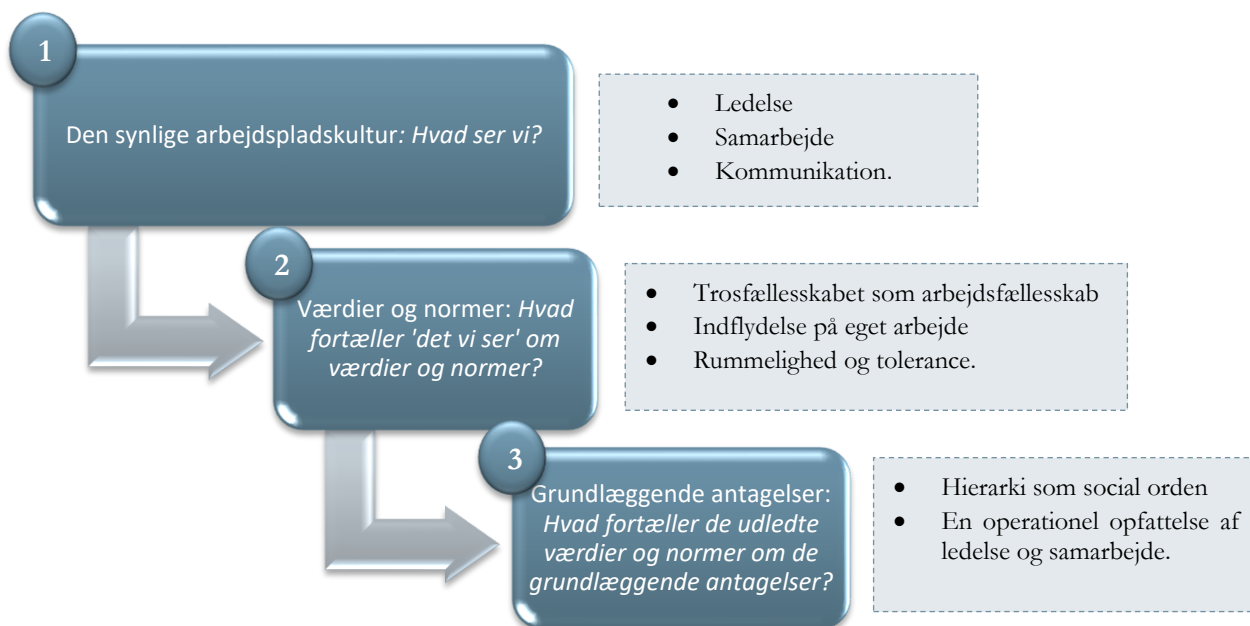 1
Den synlige arbejdspladskultur: Hvad ser vi?
• Ledelse
• Samarbejde
• Kommunikation.
2
Værdier og normer: Hvad
fortæller 'det vi ser' om
værdier og normer?
• Trosfællesskabet som arbejdsfællesskab
• Indflydelse på eget arbejde
• Rummelighed og tolerance.
3
Grundlæggende antagelser:
Hvad fortæller de udledte
værdier og normer om de
grundlæggende antagelser?
• Hierarki som social orden
• En operationel opfattelse af
ledelse og samarbejde.